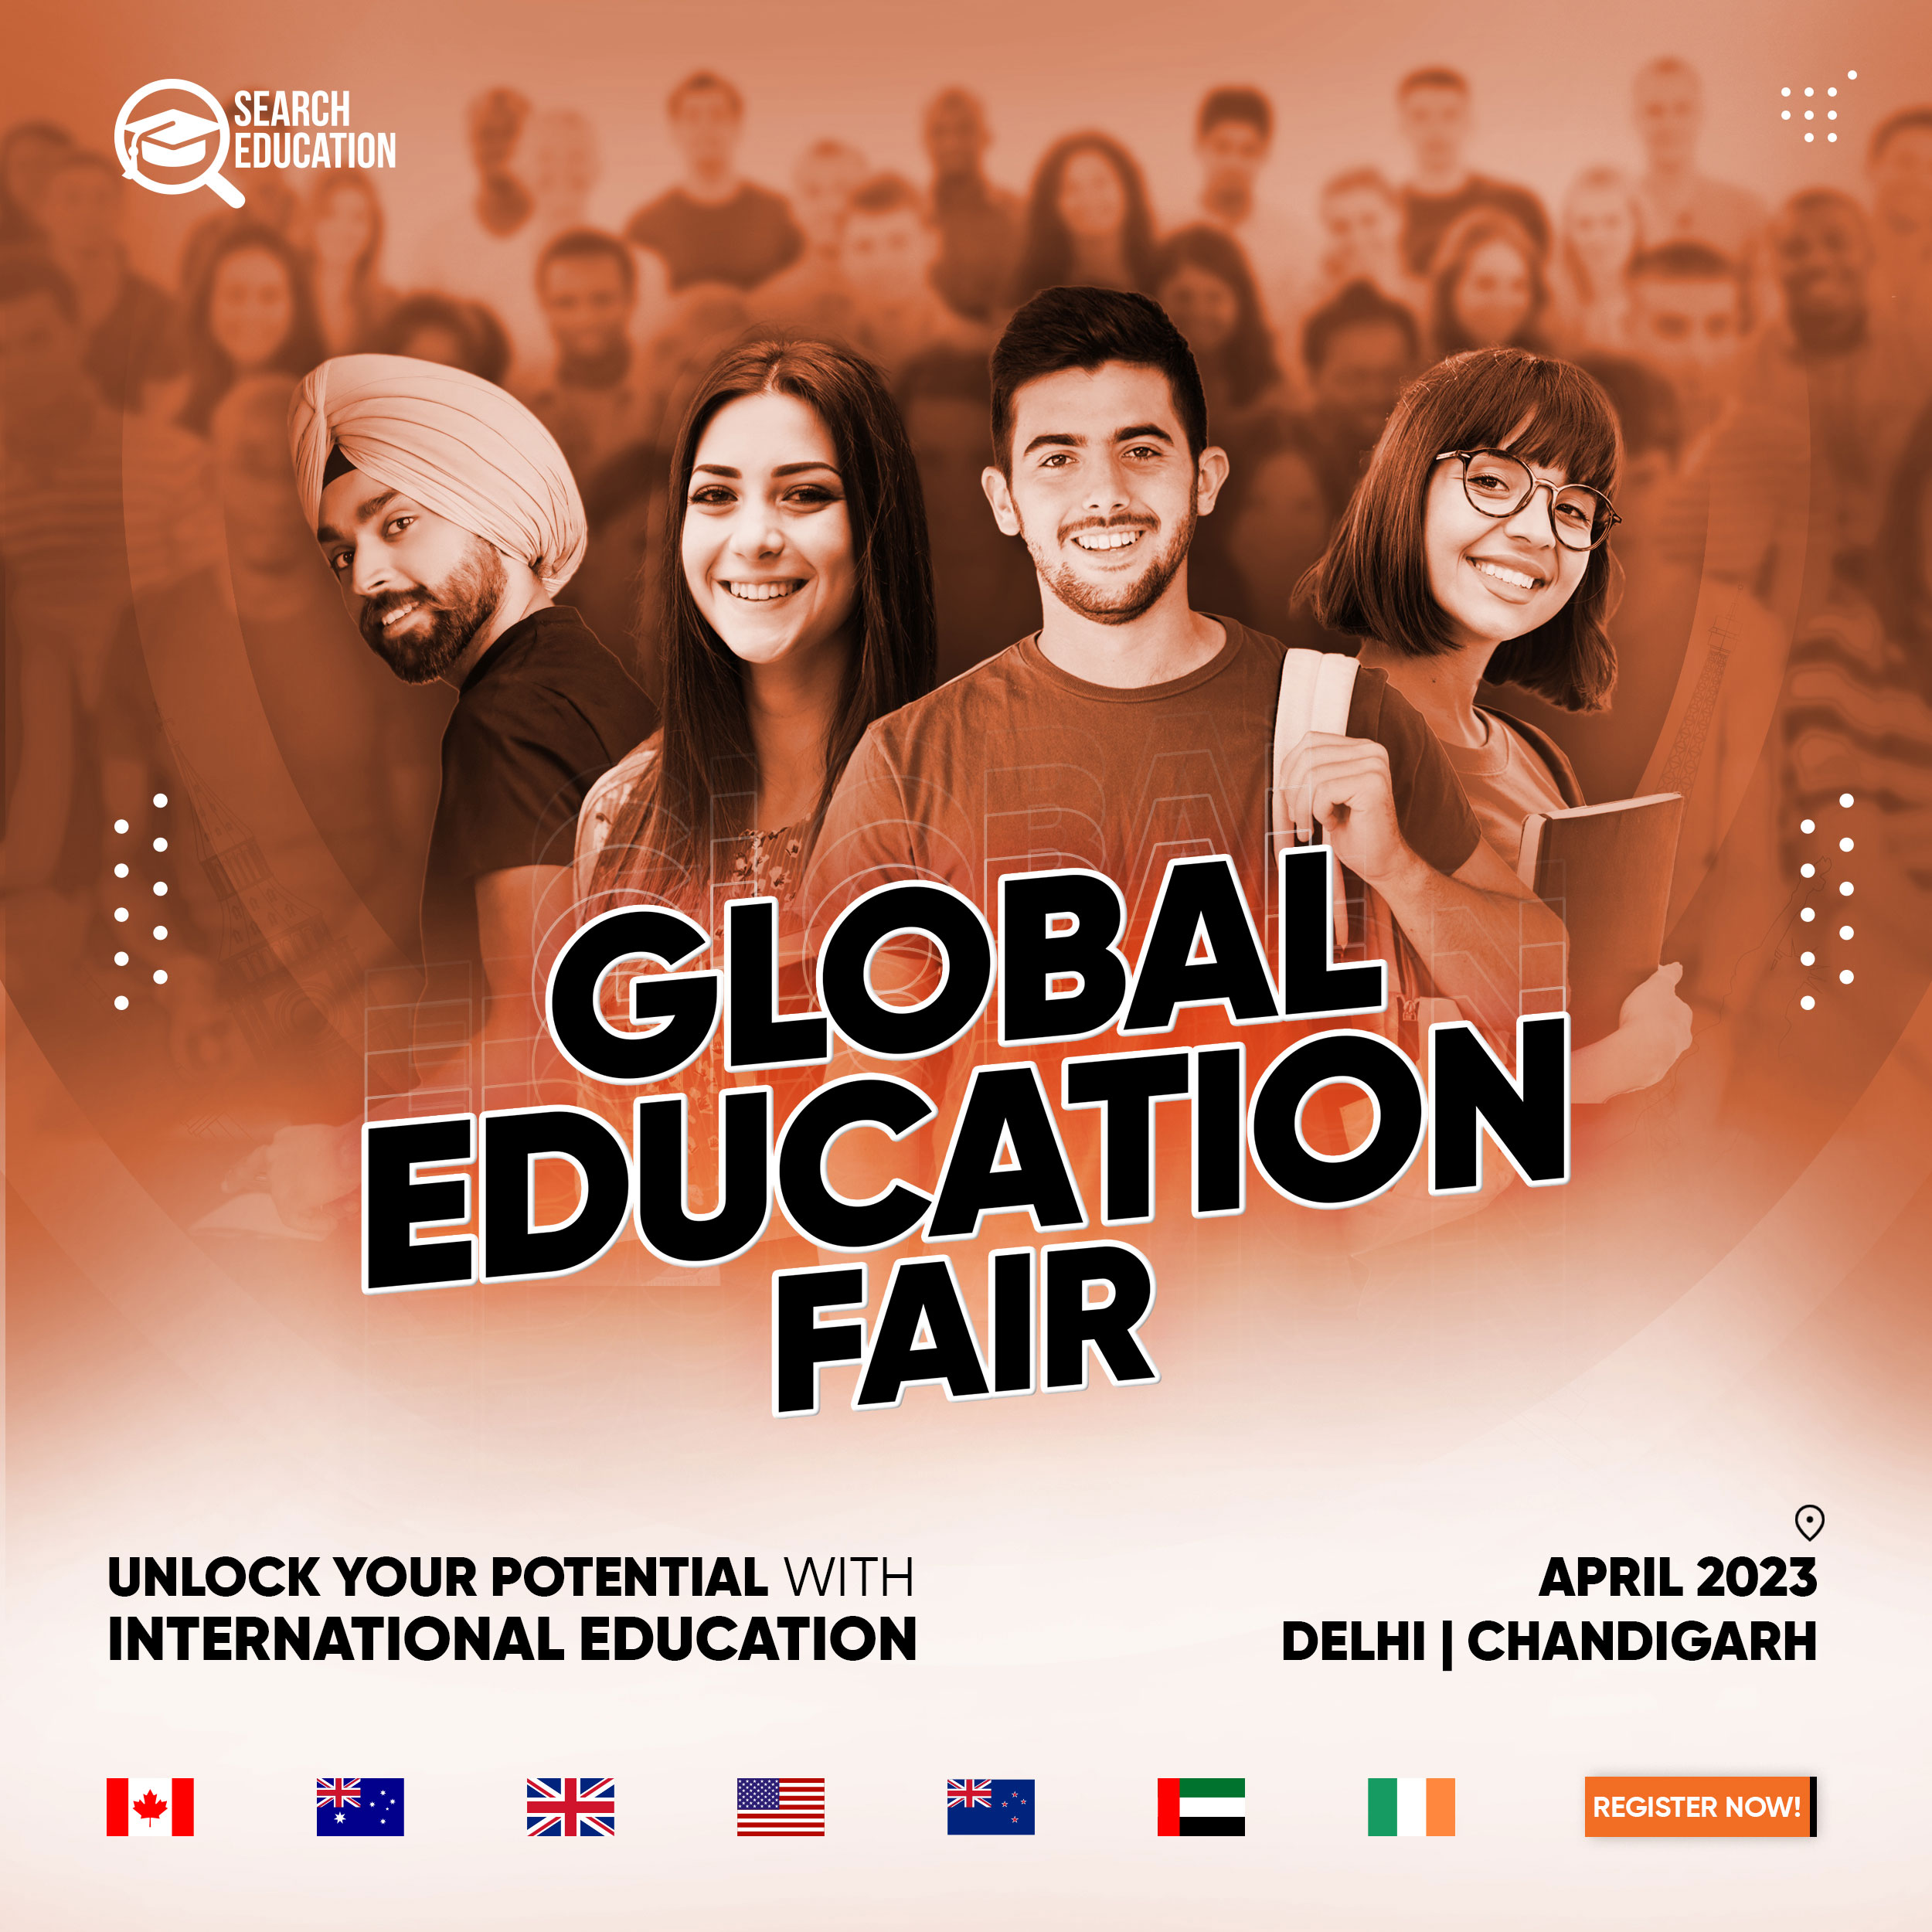 SEARCH
EDUCATION
GLOBAL
EDUCATION
FAIR
UNLOCK YOUR POTENTIAL WITH
INTERNATIONAL EDUCATION
APRIL 2023
DELHI | CHANDIGARH
REGISTER NOW!